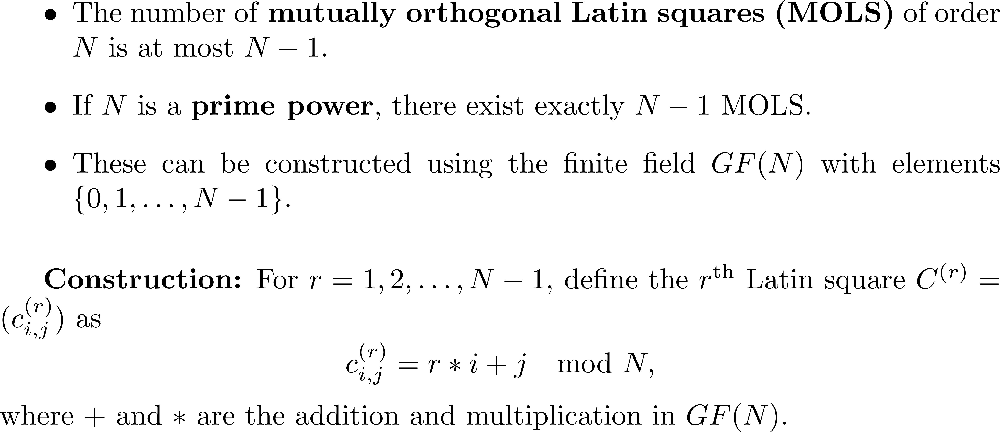 • The number of mutually orthogonal Latin squares (MOLS) of order
N is at most N − 1.
• If N is a prime power, there exist exactly N − 1 MOLS.
• These can be constructed using the finite field GF(N) with elements
{0, 1, . . . , N − 1}.
Construction: For r = 1, 2, . . . , N − 1, define the r^th Latin square C^(r) =
(c_{i,j}^{(r)}) as
c_{i,j}^{(r)} = r ∗ i + j mod N,
where + and ∗ are the addition and multiplication in GF(N).